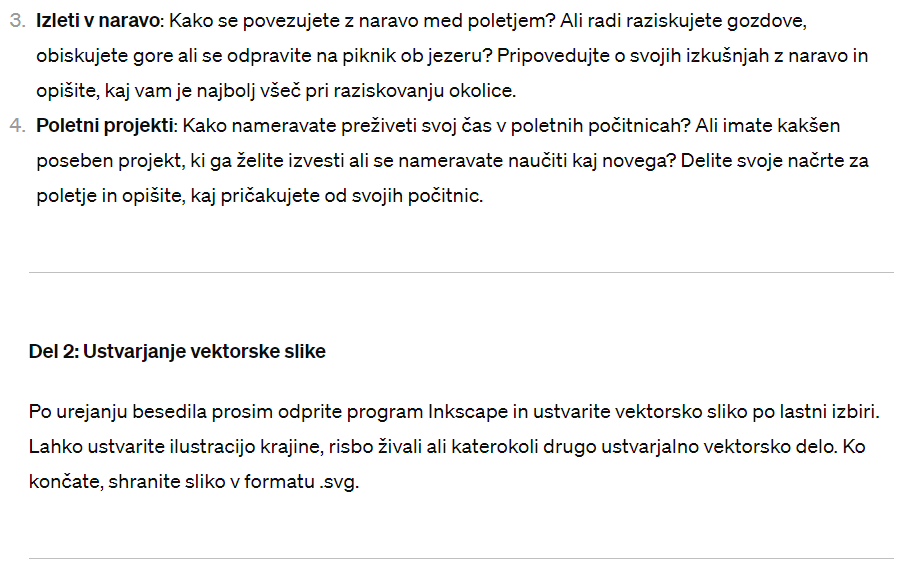 3. Izleti v naravo: Kako se povezujete z naravo med poletjem? Ali radi raziskujete gozdove,
obiskujete gore ali se odpravite na piknik ob jezeru? Pripovedujte o svojih izkušnjah z naravo in
opišite, kaj vam je najbolj všeč pri raziskovanju okolice.
4. Poletni projekti: Kako nameravate preživeti svoj čas v poletnih počitnicah? Ali imate kakšen
poseben projekt, ki ga želite izvesti ali se nameravate naučiti kaj novega? Delite svoje načrte za
poletje in opišite, kaj pričakujete od svojih počitnic.
Del 2: Ustvarjanje vektorske slike
Po urejanju besedila prosim odprite program Inkscape in ustvarite vektorsko sliko po lastni izbiri.
Lahko ustvarite ilustracijo krajine, risbo živali ali katerokoli drugo ustvarjalno vektorsko delo. Ko
končate, shranite sliko v formatu .svg.